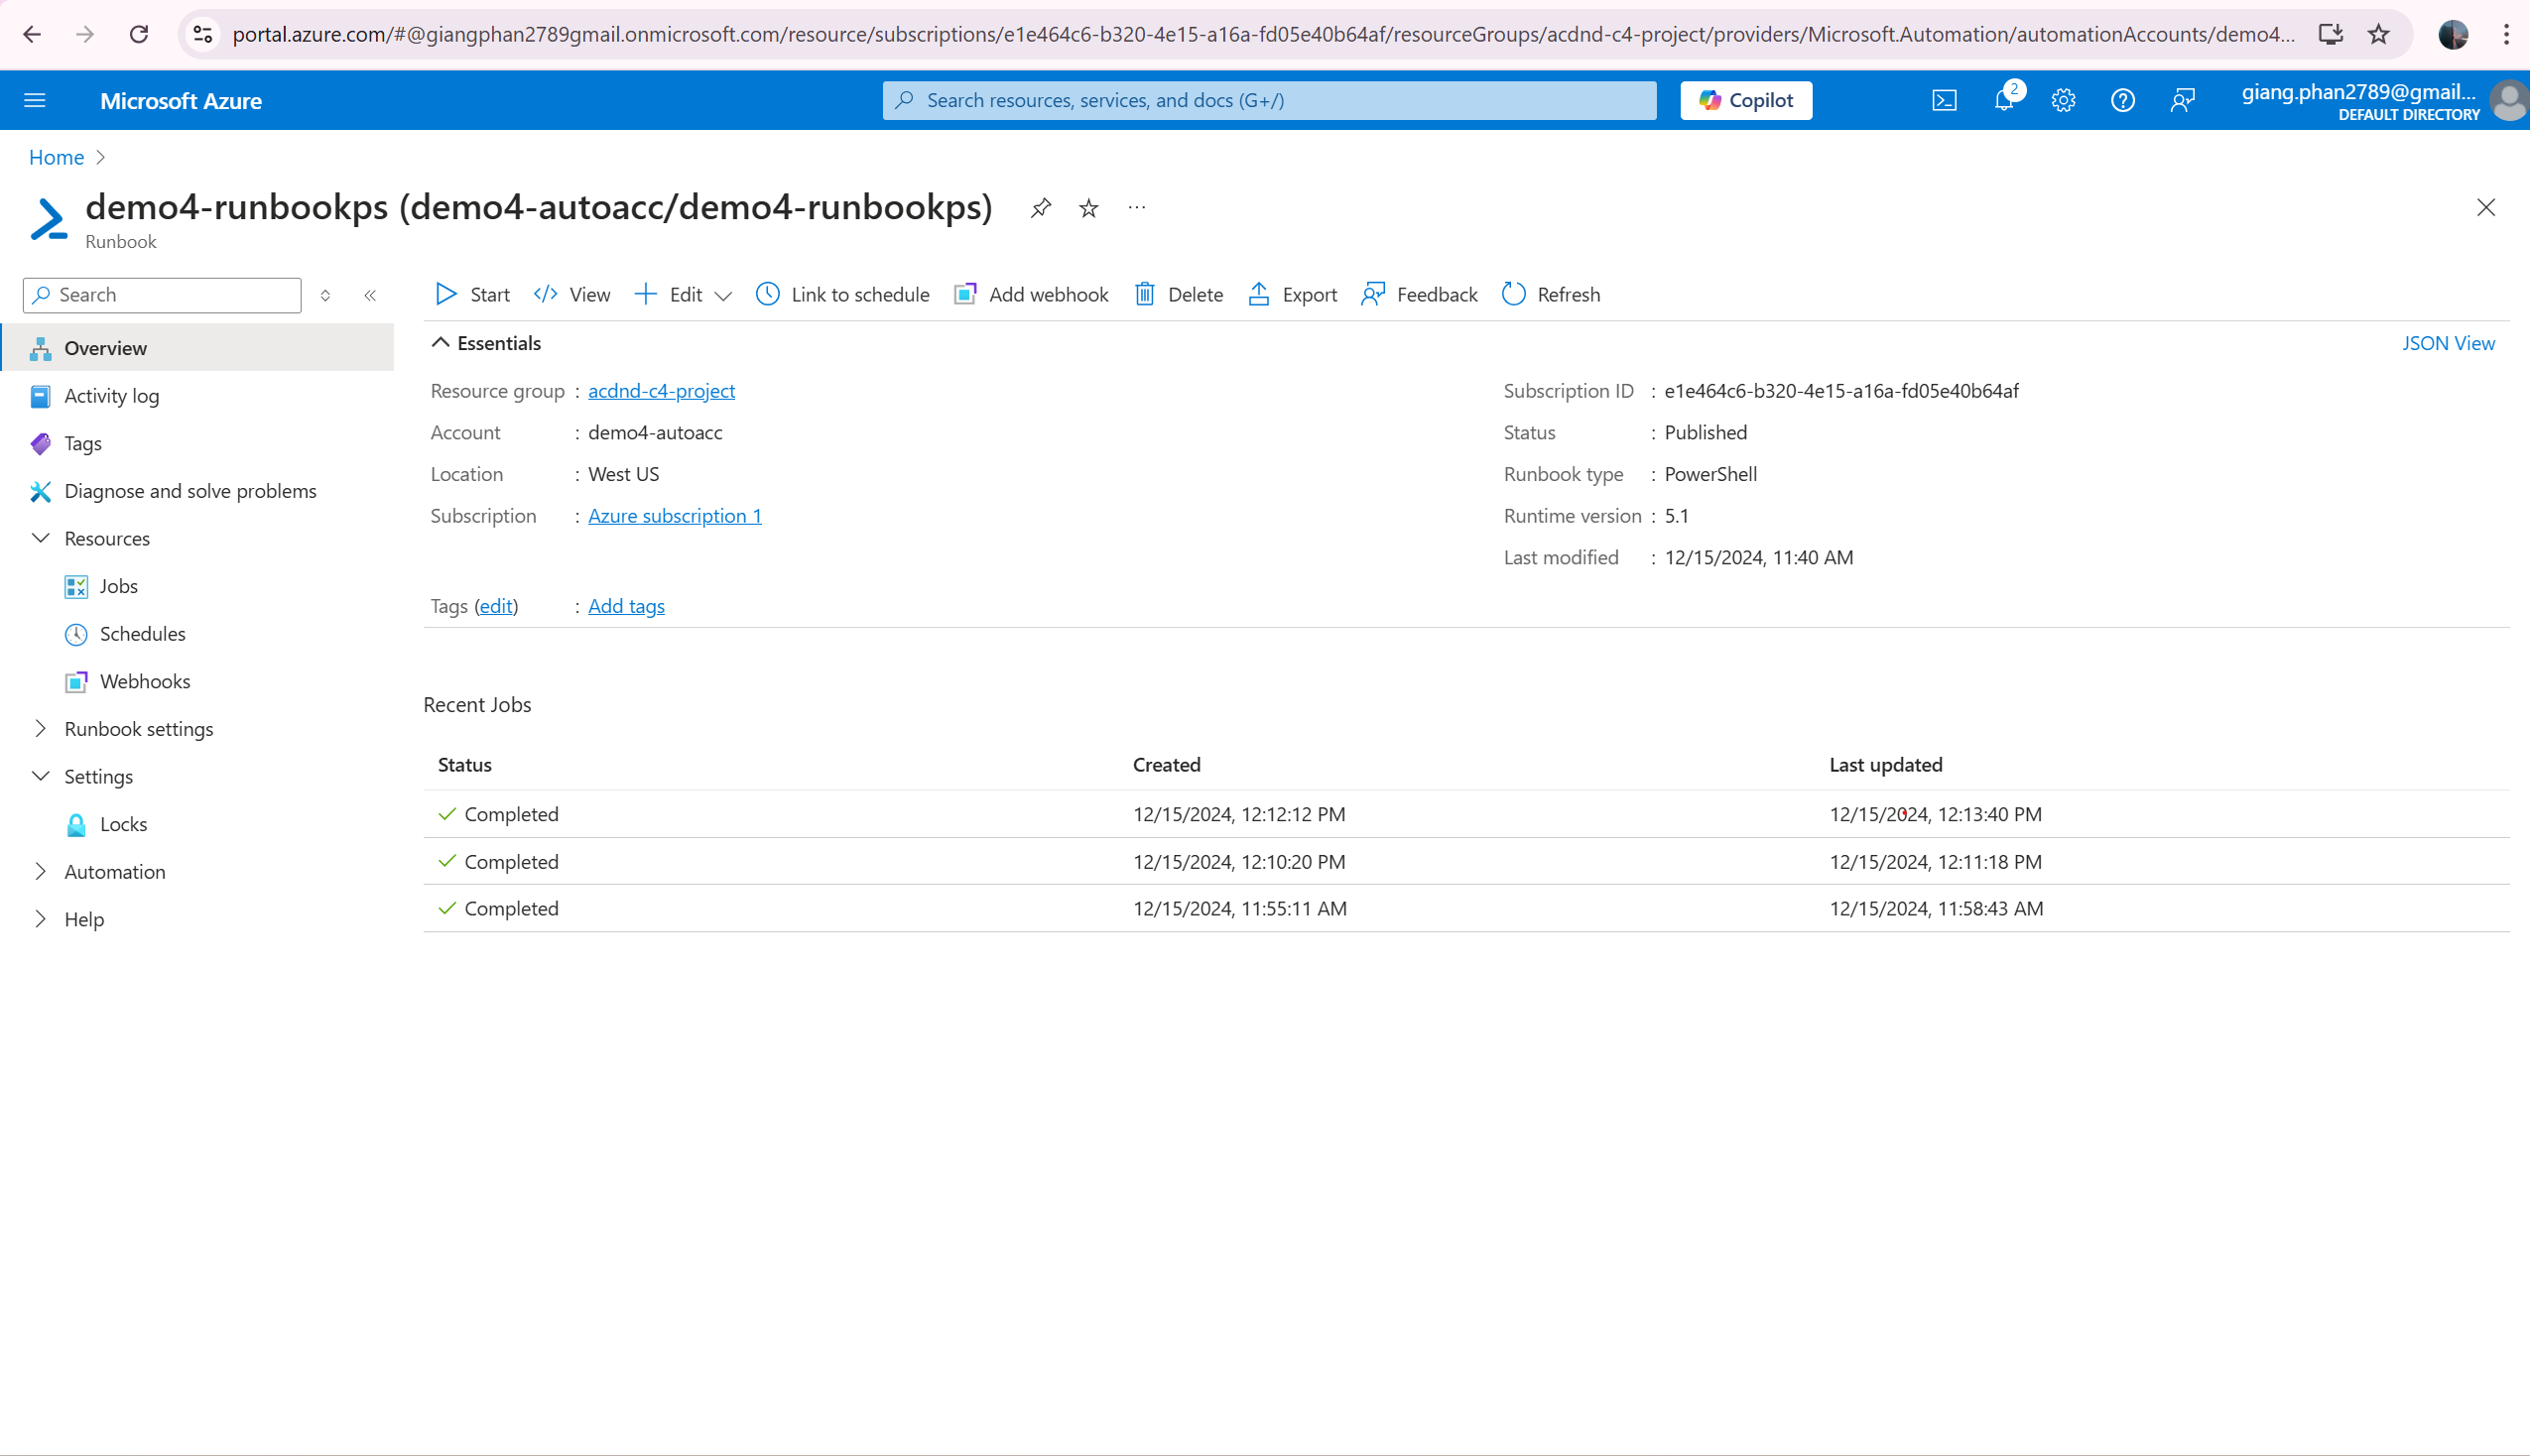 portal.azure.com/#@giangphan2789gmail.onmicrosoft.com/resource/subscriptions/e1e464c6-b320-4e15-a16a-fd05e40b64af/resourceGroups/acdnd-c4-project/providers/Microsoft.Automation/automationAccounts/demo4...
Microsoft Azure
Search resources, services, and docs (G+/)
Copilot
2
giang.phan2789@gmail...
DEFAULT DIRECTORY
Home
demo4-runbookps (demo4-autoacc/demo4-runbookps)
Runbook
Search
Overview
Activity log
Tags
Diagnose and solve problems
Resources
Jobs
Schedules
Webhooks
Runbook settings
Settings
Locks
Automation
Help
Start View Edit Link to schedule Add webhook Delete Export Feedback Refresh
Essentials
JSON View
Resource group : acdnd-c4-project
Account : demo4-autoacc
Location : West US
Subscription : Azure subscription 1
Subscription ID : e1e464c6-b320-4e15-a16a-fd05e40b64af
Status : Published
Runbook type : PowerShell
Runtime version : 5.1
Last modified : 12/15/2024, 11:40 AM
Tags (edit) : Add tags
Recent Jobs
Status Created Last updated
Completed 12/15/2024, 12:12:12 PM 12/15/2024, 12:13:40 PM
Completed 12/15/2024, 12:10:20 PM 12/15/2024, 12:11:18 PM
Completed 12/15/2024, 11:55:11 AM 12/15/2024, 11:58:43 AM